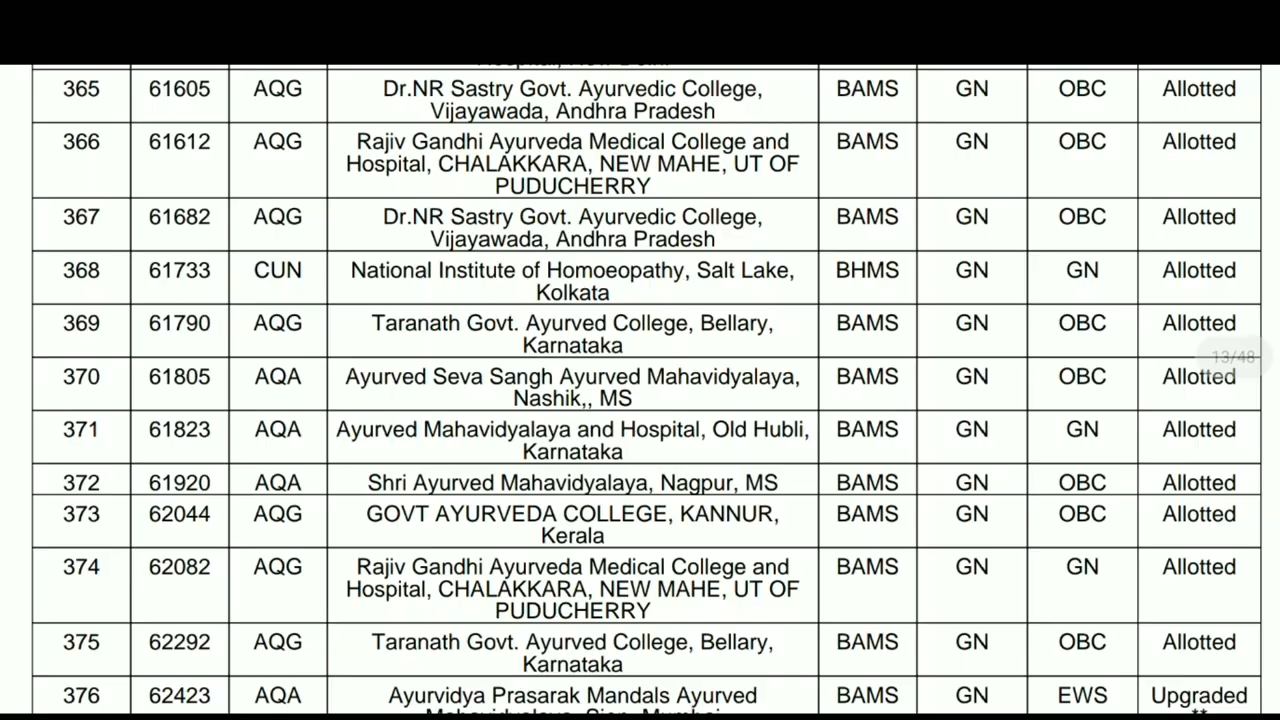 365 61605 AQG Dr.NR Sastry Govt. Ayurvedic College, BAMS GN OBC Allotted
Vijayawada, Andhra Pradesh
366 61612 AQG Rajiv Gandhi Ayurveda Medical College and BAMS GN OBC Allotted
Hospital, CHALAKKARA, NEW MAHE, UT OF
PUDUCHERRY
367 61682 AQG Dr.NR Sastry Govt. Ayurvedic College, BAMS GN OBC Allotted
Vijayawada, Andhra Pradesh
368 61733 CUN National Institute of Homoeopathy, Salt Lake, BHMS GN GN Allotted
Kolkata
369 61790 AQG Taranath Govt. Ayurved College, Bellary, BAMS GN OBC Allotted
Karnataka
13/48
370 61805 AQA Ayurved Seva Sangh Ayurved Mahavidyalaya, BAMS GN OBC Allotted
Nashik,, MS
371 61823 AQA Ayurved Mahavidyalaya and Hospital, Old Hubli, BAMS GN GN Allotted
Karnataka
372 61920 AQA Shri Ayurved Mahavidyalaya, Nagpur, MS BAMS GN OBC Allotted
373 62044 AQG GOVT AYURVEDA COLLEGE, KANNUR, BAMS GN OBC Allotted
Kerala
374 62082 AQG Rajiv Gandhi Ayurveda Medical College and BAMS GN GN Allotted
Hospital, CHALAKKARA, NEW MAHE, UT OF
PUDUCHERRY
375 62292 AQG Taranath Govt. Ayurved College, Bellary, BAMS GN OBC Allotted
Karnataka
376 62423 AQA Ayurvidya Prasarak Mandals Ayurved BAMS GN EWS Upgraded